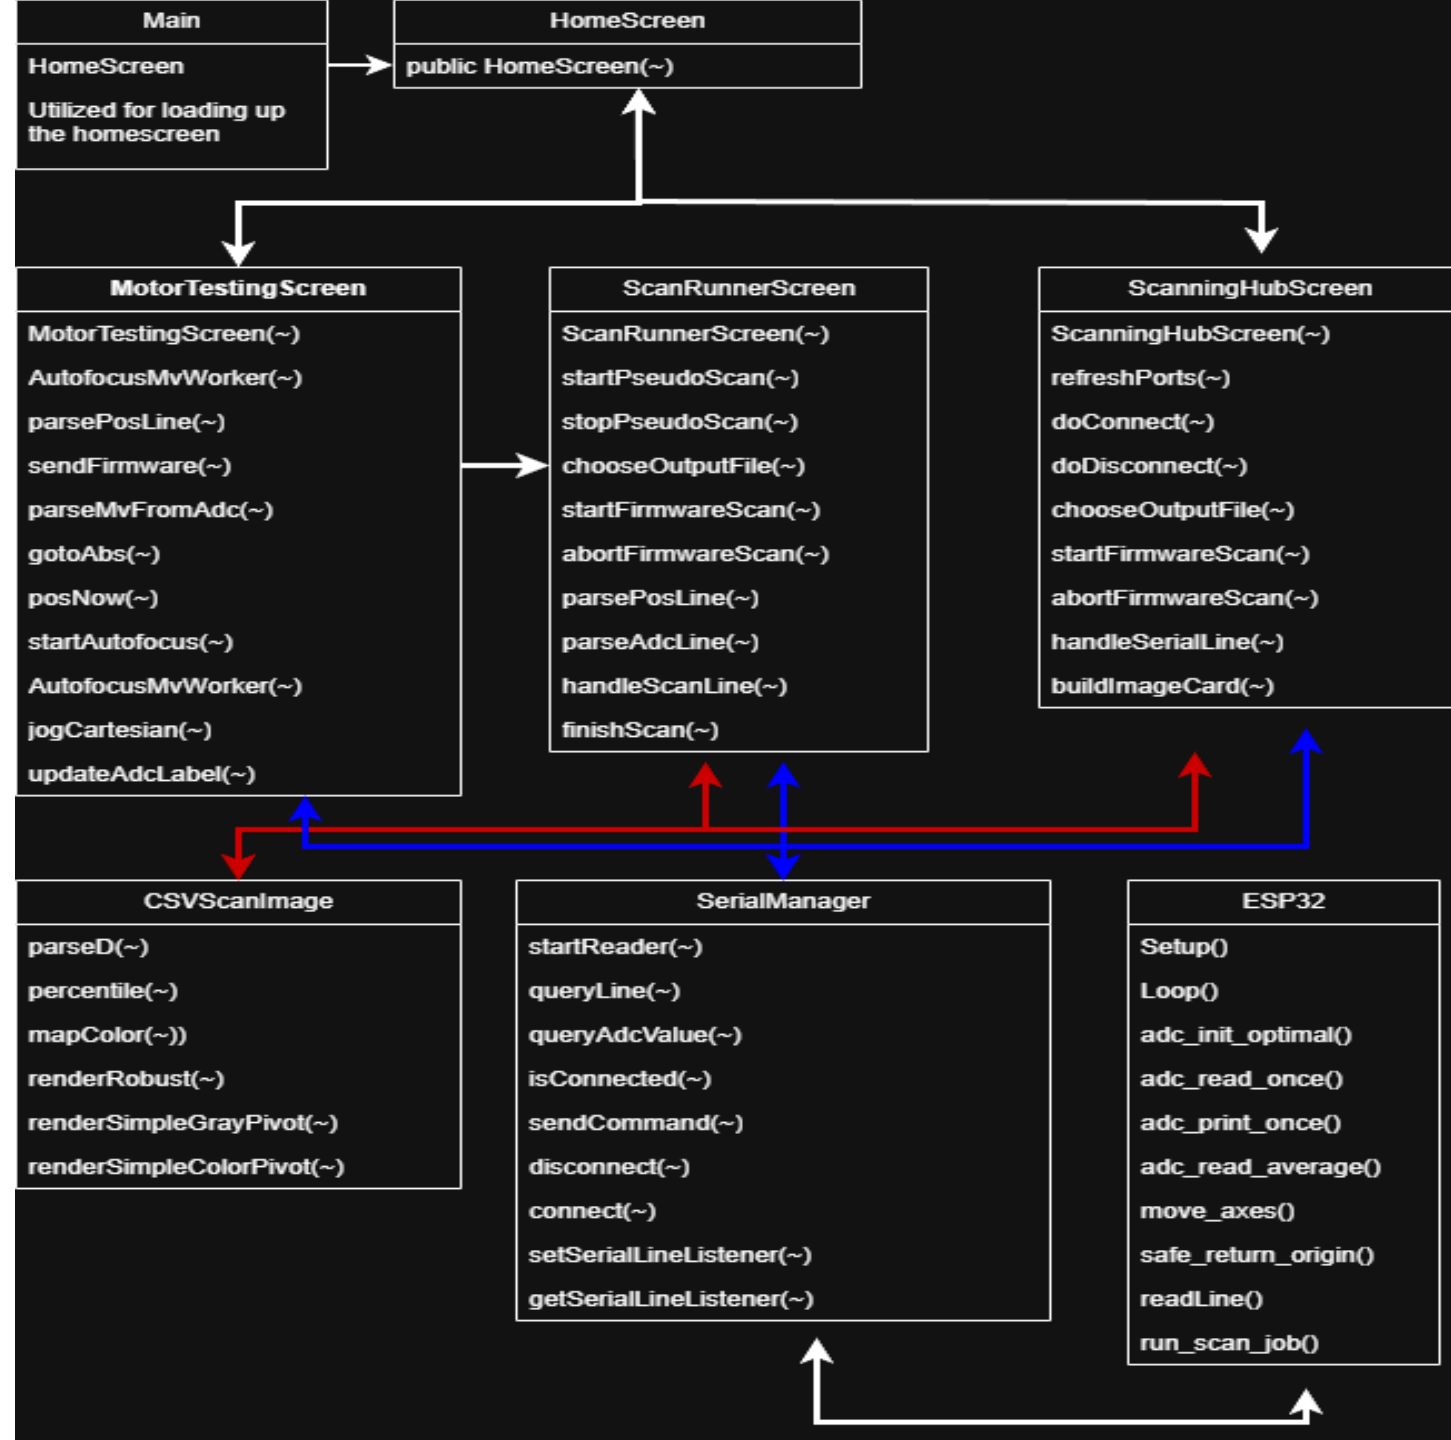 Main
HomeScreen
Utilized for loading up
the homescreen
HomeScreen
public HomeScreen(~)
MotorTestingScreen
MotorTestingScreen(~)
AutofocusMvWorker(~)
parsePosLine(~)
sendFirmware(~)
parseMvFromAdc(~)
gotoAbs(~)
posNow(~)
startAutofocus(~)
AutofocusMvWorker(~)
jogCartesian(~)
updateAdcLabel(~)
ScanRunnerScreen
ScanRunnerScreen(~)
startPseudoScan(~)
stopPseudoScan(~)
chooseOutputFile(~)
startFirmwareScan(~)
abortFirmwareScan(~)
parsePosLine(~)
parseAdcLine(~)
handleScanLine(~)
finishScan(~)
ScanningHubScreen
ScanningHubScreen(~)
refreshPorts(~)
doConnect(~)
doDisconnect(~)
chooseOutputFile(~)
startFirmwareScan(~)
abortFirmwareScan(~)
handleSerialLine(~)
buildImageCard(~)
CSVScanImage
parseD(~)
percentile(~)
mapColor(~))
renderRobust(~)
renderSimpleGrayPivot(~)
renderSimpleColorPivot(~)
SerialManager
startReader(~)
queryLine(~)
queryAdcValue(~)
isConnected(~)
sendCommand(~)
disconnect(~)
connect(~)
setSerialLineListener(~)
getSerialLineListener(~)
ESP32
Setup()
Loop()
adc_init_optimal()
adc_read_once()
adc_print_once()
adc_read_average()
move_axes()
safe_return_origin()
readLine()
run_scan_job()